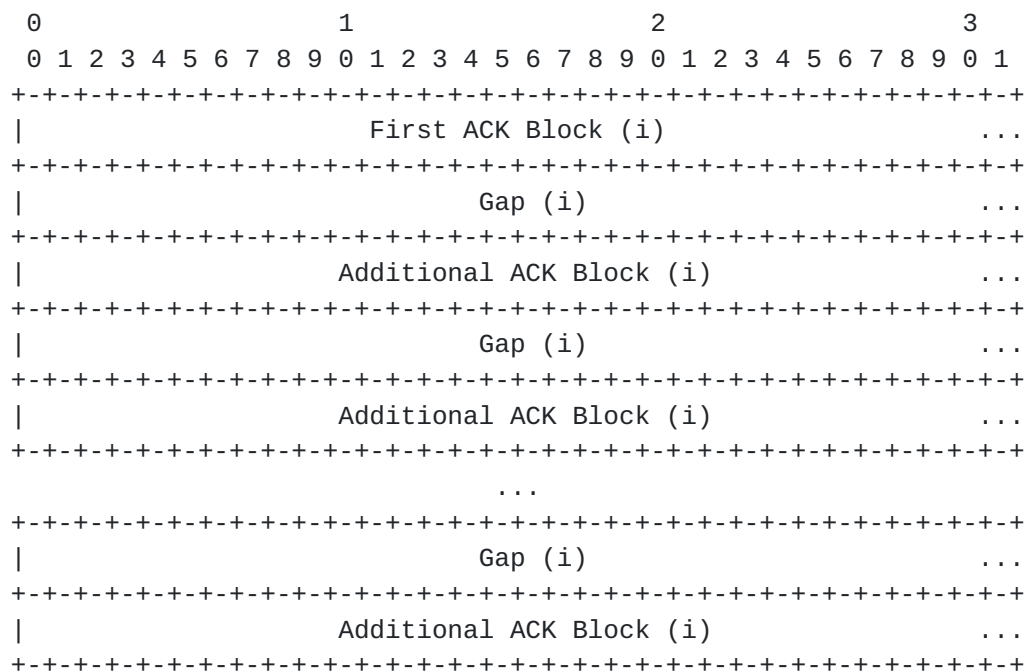 0                   1                   2                   3
 0 1 2 3 4 5 6 7 8 9 0 1 2 3 4 5 6 7 8 9 0 1 2 3 4 5 6 7 8 9 0 1
+-+-+-+-+-+-+-+-+-+-+-+-+-+-+-+-+-+-+-+-+-+-+-+-+-+-+-+-+-+-+-+-+
|                      First ACK Block (i)                    ...
+-+-+-+-+-+-+-+-+-+-+-+-+-+-+-+-+-+-+-+-+-+-+-+-+-+-+-+-+-+-+-+-+
|                             Gap (i)                         ...
+-+-+-+-+-+-+-+-+-+-+-+-+-+-+-+-+-+-+-+-+-+-+-+-+-+-+-+-+-+-+-+-+
|                    Additional ACK Block (i)                 ...
+-+-+-+-+-+-+-+-+-+-+-+-+-+-+-+-+-+-+-+-+-+-+-+-+-+-+-+-+-+-+-+-+
|                             Gap (i)                         ...
+-+-+-+-+-+-+-+-+-+-+-+-+-+-+-+-+-+-+-+-+-+-+-+-+-+-+-+-+-+-+-+-+
|                    Additional ACK Block (i)                 ...
+-+-+-+-+-+-+-+-+-+-+-+-+-+-+-+-+-+-+-+-+-+-+-+-+-+-+-+-+-+-+-+-+
                               ...
+-+-+-+-+-+-+-+-+-+-+-+-+-+-+-+-+-+-+-+-+-+-+-+-+-+-+-+-+-+-+-+-+
|                             Gap (i)                         ...
+-+-+-+-+-+-+-+-+-+-+-+-+-+-+-+-+-+-+-+-+-+-+-+-+-+-+-+-+-+-+-+-+
|                    Additional ACK Block (i)                 ...
+-+-+-+-+-+-+-+-+-+-+-+-+-+-+-+-+-+-+-+-+-+-+-+-+-+-+-+-+-+-+-+-+